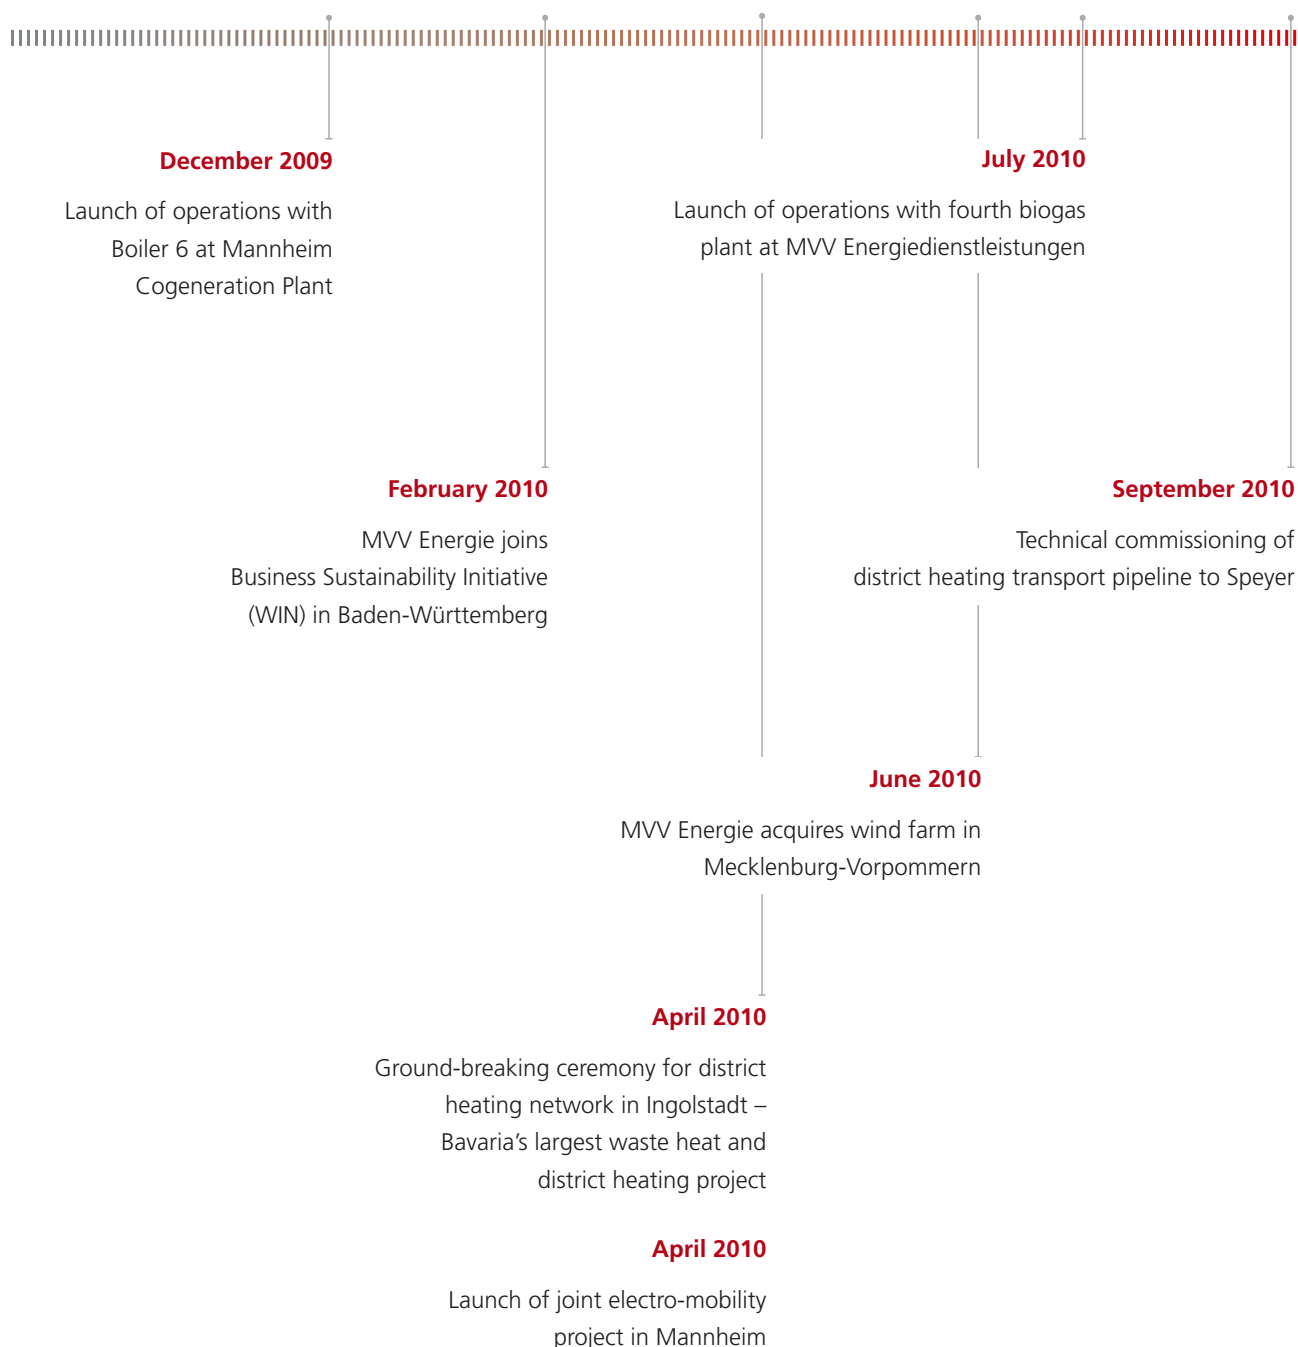 December 2009
Launch of operations with
Boiler 6 at Mannheim
Cogeneration Plant
July 2010
Launch of operations with fourth biogas
plant at MVV Energiedienstleistungen
February 2010
MVV Energie joins
Business Sustainability Initiative
(WIN) in Baden-Württemberg
September 2010
Technical commissioning of
district heating transport pipeline to Speyer
June 2010
MVV Energie acquires wind farm in
Mecklenburg-Vorpommern
April 2010
Ground-breaking ceremony for district
heating network in Ingolstadt –
Bavaria’s largest waste heat and
district heating project
April 2010
Launch of joint electro-mobility
project in Mannheim